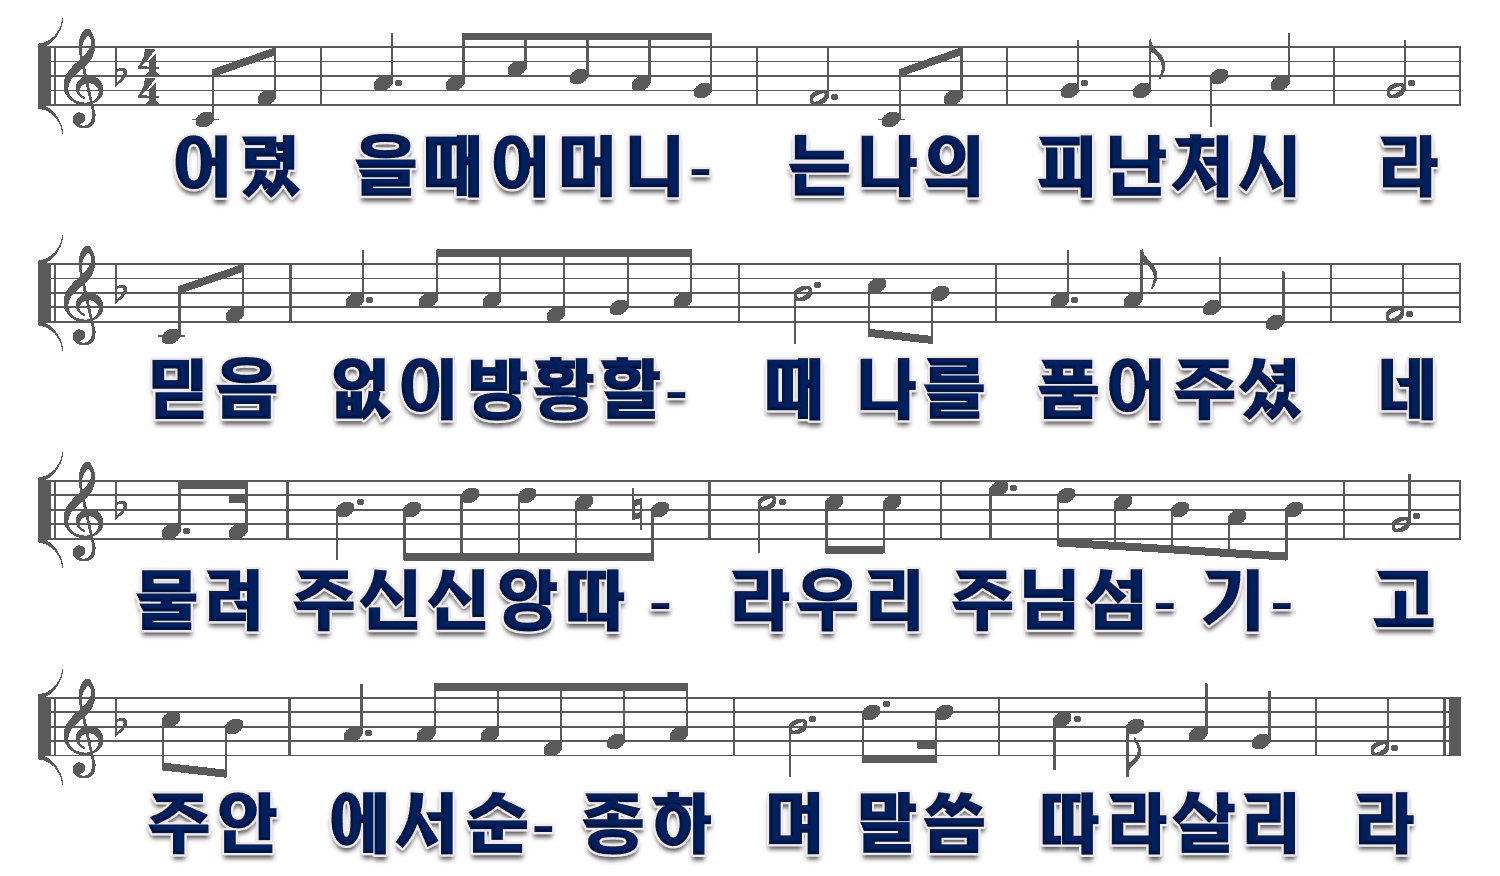 4
4
어렸 을때어머니- 는나의 피난처시 라
믿음 없이방황할- 때 나를 품어주셨 네
물려 주신신앙따 - 라우리 주님섬- 기- 고
주안 에서순- 종하 며 말씀 따라살리 라